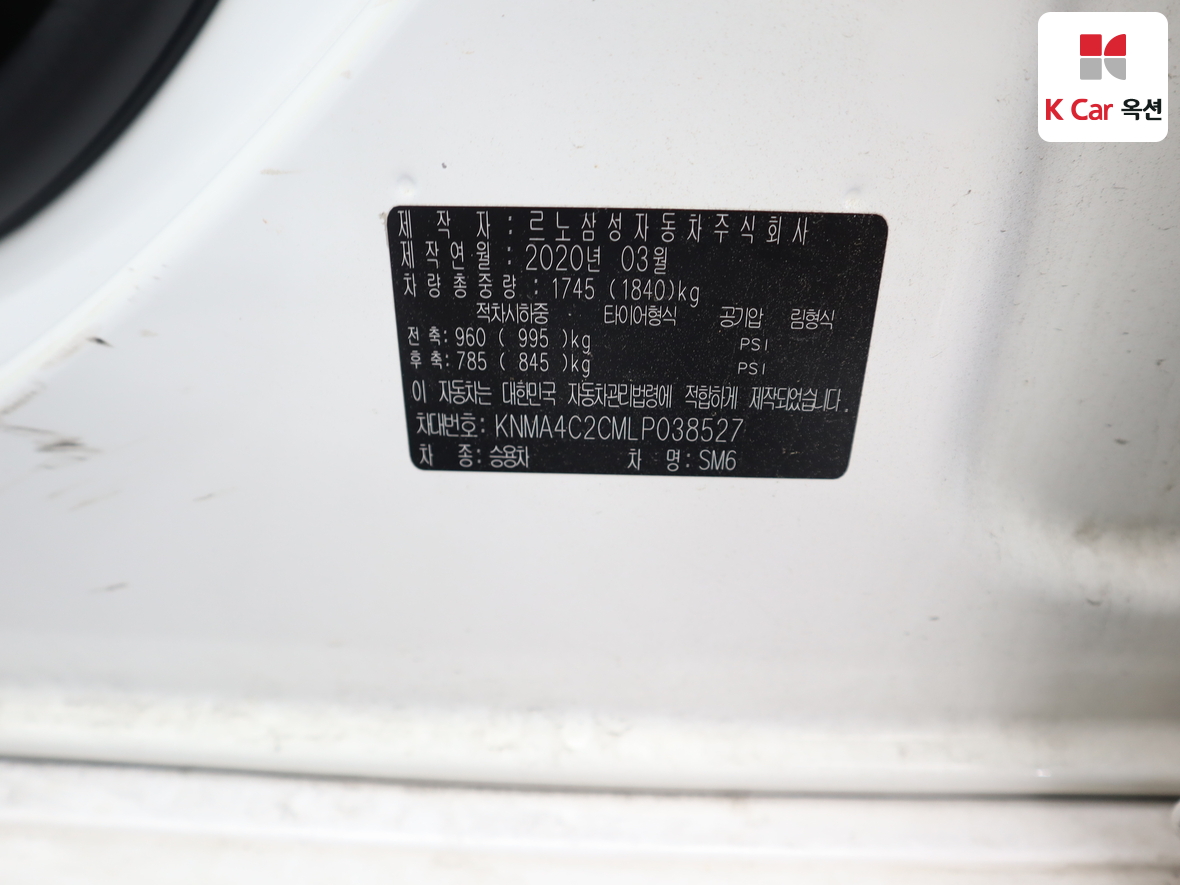 K Car 옥션
제 작 자 : 르노삼성자동차주식회사
제작연월 : 2020년 03월
차량총중량 : 1745 (1840)kg
적차시하중 타이어형식 공기압 림형식
전축: 960 ( 995 )kg PSI
후축: 785 ( 845 )kg PSI
이 자동차는 대한민국 자동차관리법령에 적합하게 제작되었습니다.
차대번호: KNMA4C2CMLP038527
차 종: 승용차 차 명: SM6